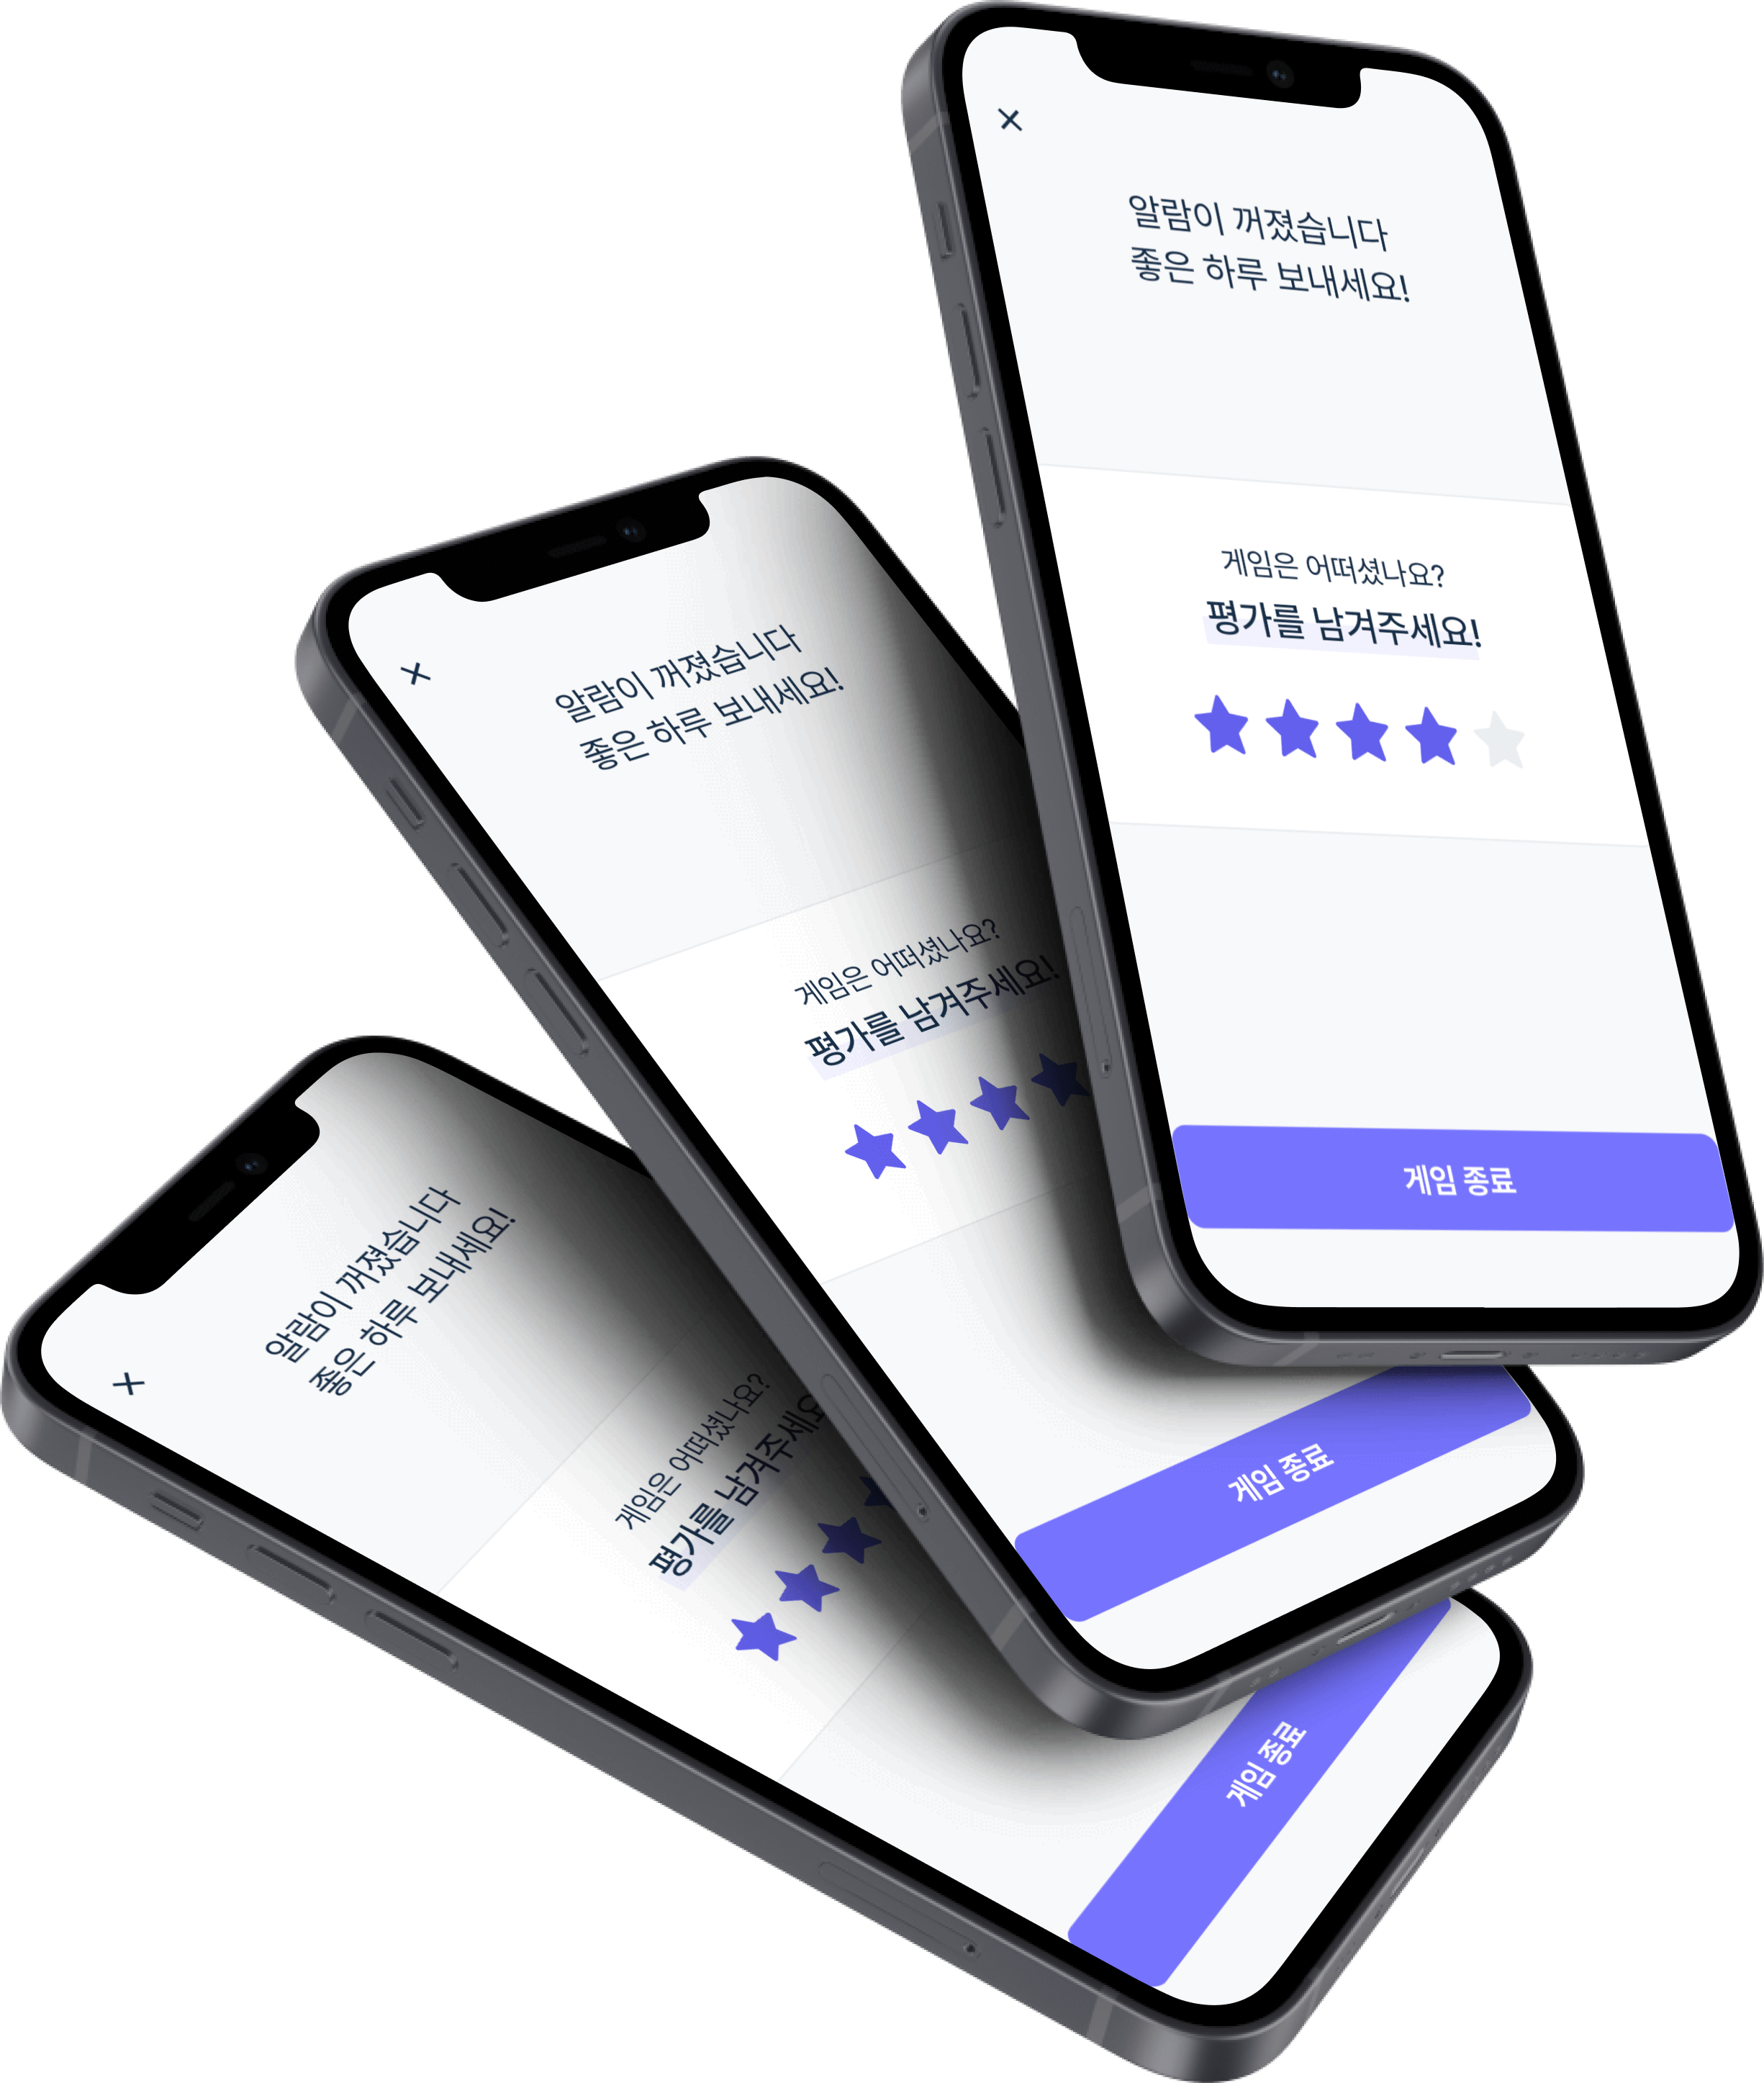 알람이 꺼졌습니다
좋은 하루 보내세요!
게임은 어떠셨나요?
평가를 남겨주세요!
게임 종료
알람이 꺼졌습니다
좋은 하루 보내세요!
게임은 어떠셨나요?
평가를 남겨주세요!
게임 종료
알람이 꺼졌습니다
좋은 하루 보내세요!
게임은 어떠셨나요?
평가를 남겨주세요
게임 종료